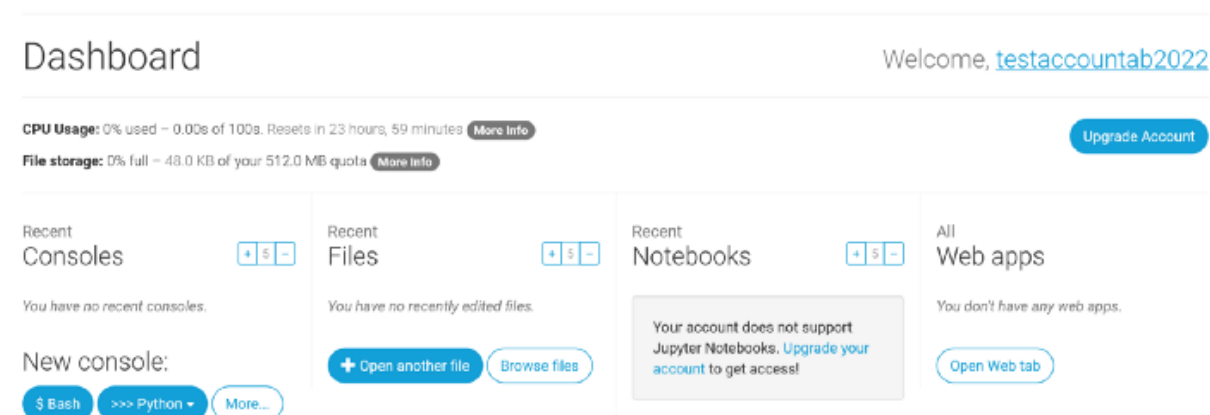 Dashboard
Welcome, testaccountab2022
CPU Usage: 0% used – 0.00s of 100s. Resets in 23 hours, 59 minutes More Info
File storage: 0% full – 48.0 KB of your 512.0 MB quota More Info
Upgrade Account
Recent
Consoles
+ 5 –
You have no recent consoles.
New console:
$ Bash >>> Python More...
Recent
Files
+ 5 –
You have no recently edited files.
+ Open another file Browse files
Recent
Notebooks
+ 5 –
Your account does not support
Jupyter Notebooks. Upgrade your
account to get access!
All
Web apps
You don't have any web apps.
Open Web tab